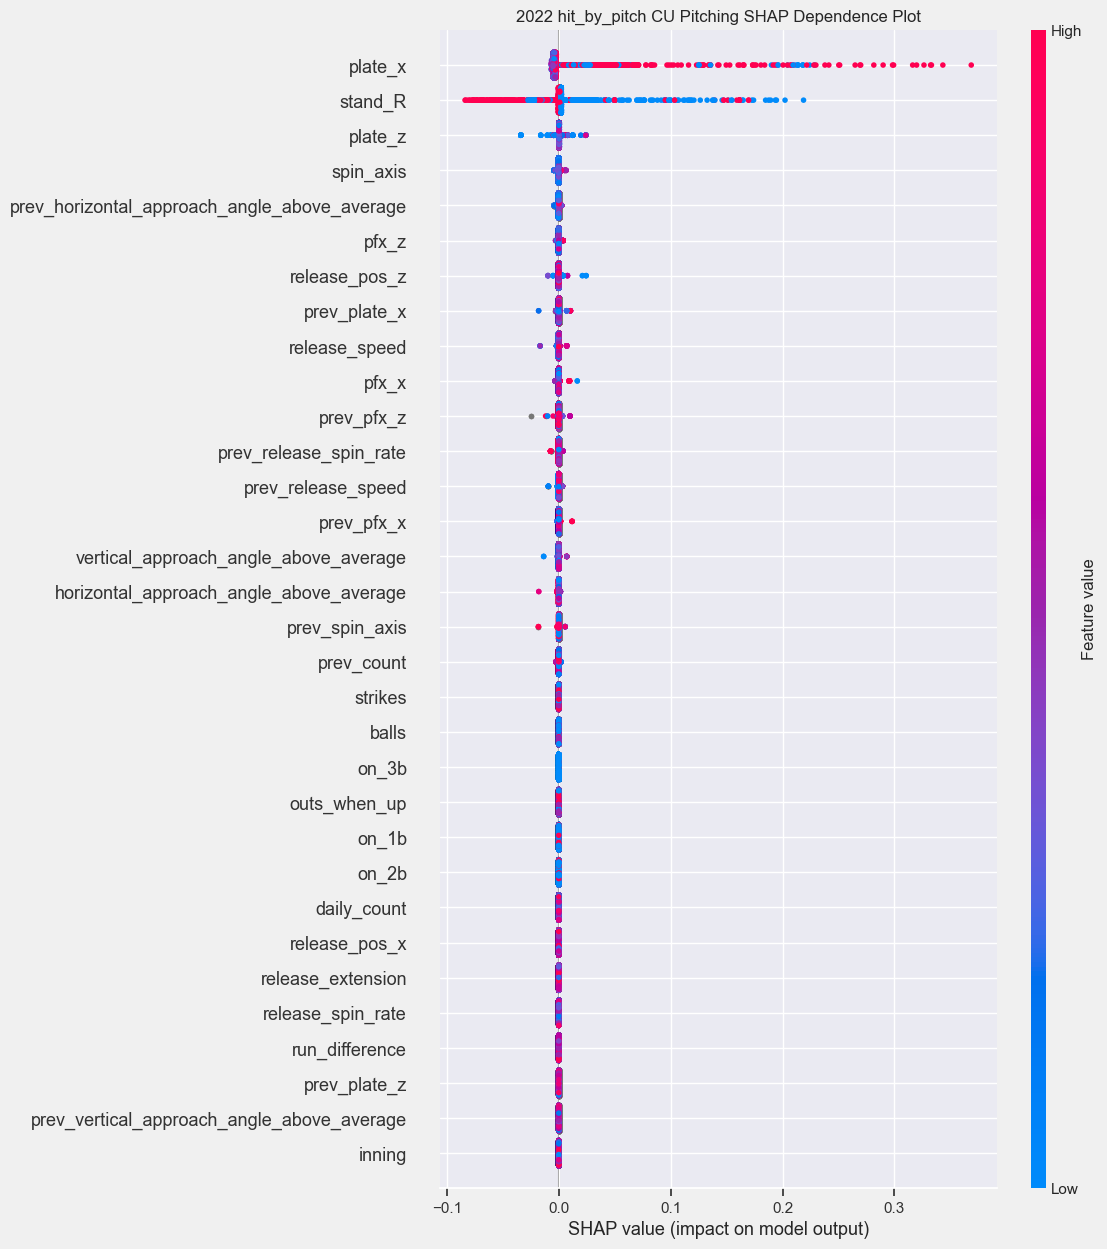 2022 hit_by_pitch CU Pitching SHAP Dependence Plot
High
plate_x
stand_R
plate_z
spin_axis
prev_horizontal_approach_angle_above_average
pfx_z
release_pos_z
prev_plate_x
release_speed
pfx_x
prev_pfx_z
prev_release_spin_rate
prev_release_speed
prev_pfx_x
vertical_approach_angle_above_average
horizontal_approach_angle_above_average
prev_spin_axis
prev_count
strikes
balls
on_3b
outs_when_up
on_1b
on_2b
daily_count
release_pos_x
release_extension
release_spin_rate
run_difference
prev_plate_z
prev_vertical_approach_angle_above_average
inning
Feature value
Low
−0.1 0.0 0.1 0.2 0.3
SHAP value (impact on model output)